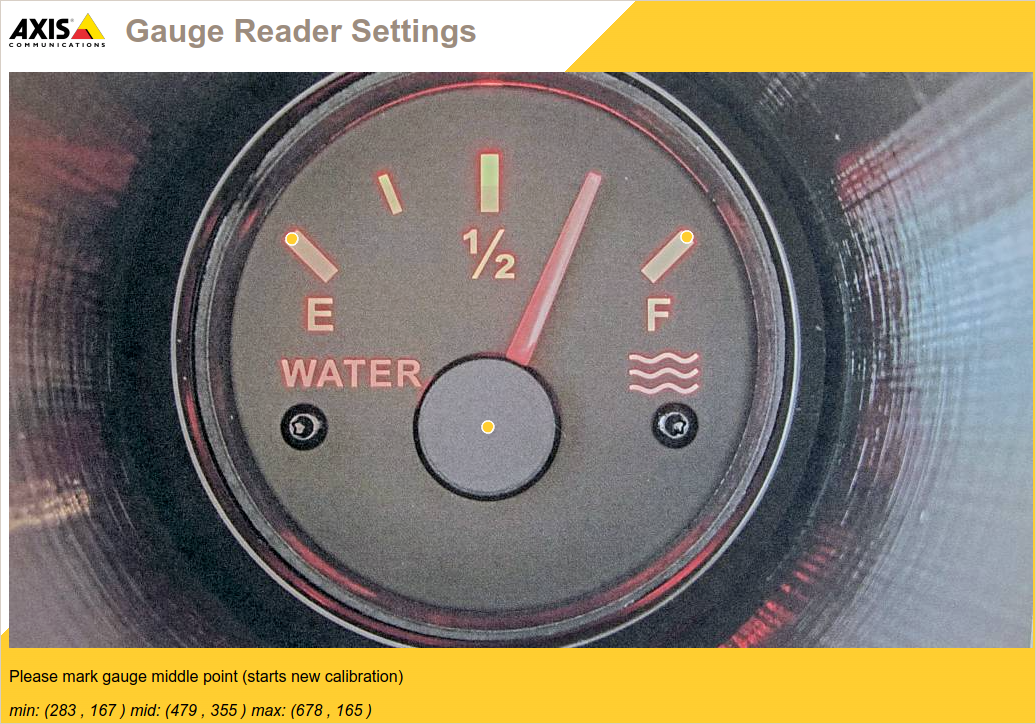 AXIS
COMMUNICATIONS
Gauge Reader Settings
½
E
F
WATER
Please mark gauge middle point (starts new calibration)
min: (283 , 167 ) mid: (479 , 355 ) max: (678 , 165 )